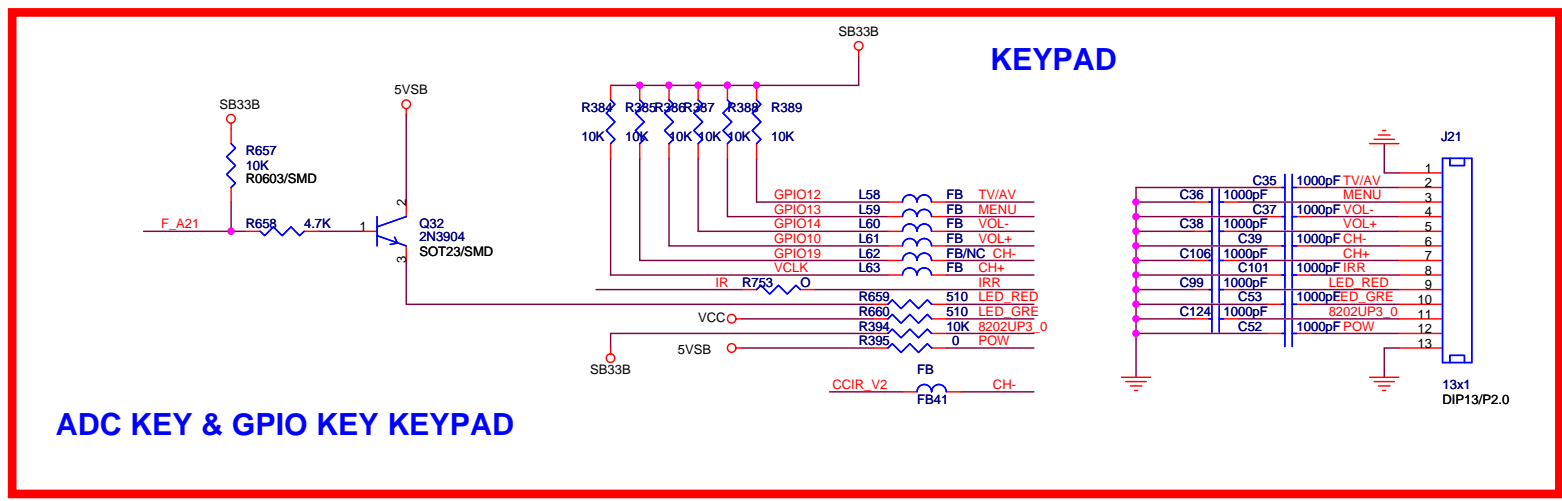 SB33B
KEYPAD
5VSB
SB33B
R384 R385 R386 R387 R388 R389
10K 10K 10K 10K 10K 10K
J21
R657
10K
R0603/SMD
F_A21 R658 4.7K
1 2 3
Q32
2N3904
SOT23/SMD
GPIO12 L58 FB TV/AV
GPIO13 L59 FB MENU
GPIO14 L60 FB VOL-
GPIO10 L61 FB VOL+
GPIO19 L62 FB/NC CH-
VCLK L63 FB CH+
IR R753 O IRR
R659 510 LED_RED
VCC R660 510 LED_GRE
R394 10K 8202UP3_0
5VSB R395 0 POW
SB33B
FB
CCIR_V2 CH-
FB41
1
C35 1000pF TV/AV 2
C36 1000pF MENU 3
C37 1000pF VOL- 4
C38 1000pF VOL+ 5
C39 1000pF CH- 6
C106 1000pF CH+ 7
C101 1000pF IRR 8
C99 1000pF LED_RED 9
C53 1000pF LED_GRE 10
C124 1000pF 8202UP3_0 11
C52 1000pF POW 12
13
13x1
DIP13/P2.0
ADC KEY & GPIO KEY KEYPAD